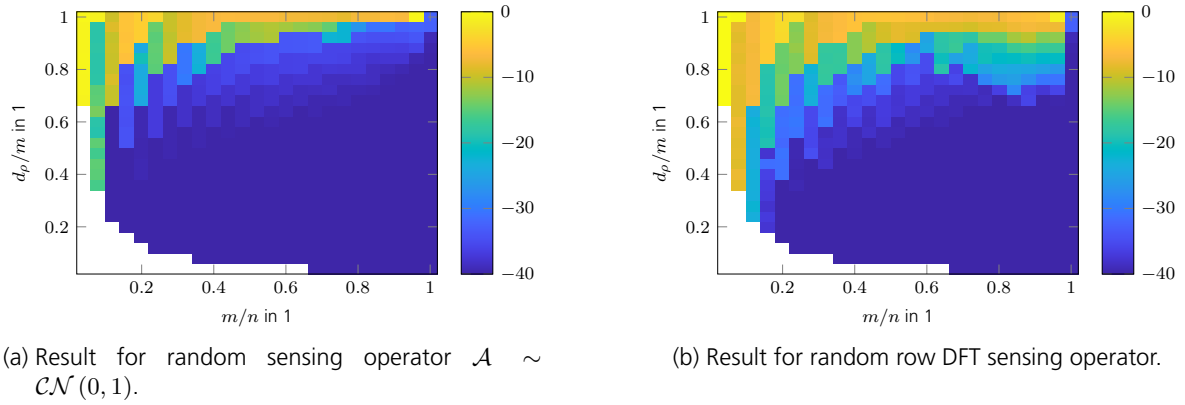 1
0.8
0.6
0.4
0.2
d_ρ/m in 1
0.2 0.4 0.6 0.8 1
m/n in 1
0
−10
−20
−30
−40
(a) Result for random sensing operator 𝒜 ∼
𝒞𝒩 (0, 1).
1
0.8
0.6
0.4
0.2
d_ρ/m in 1
0.2 0.4 0.6 0.8 1
m/n in 1
0
−10
−20
−30
−40
(b) Result for random row DFT sensing operator.